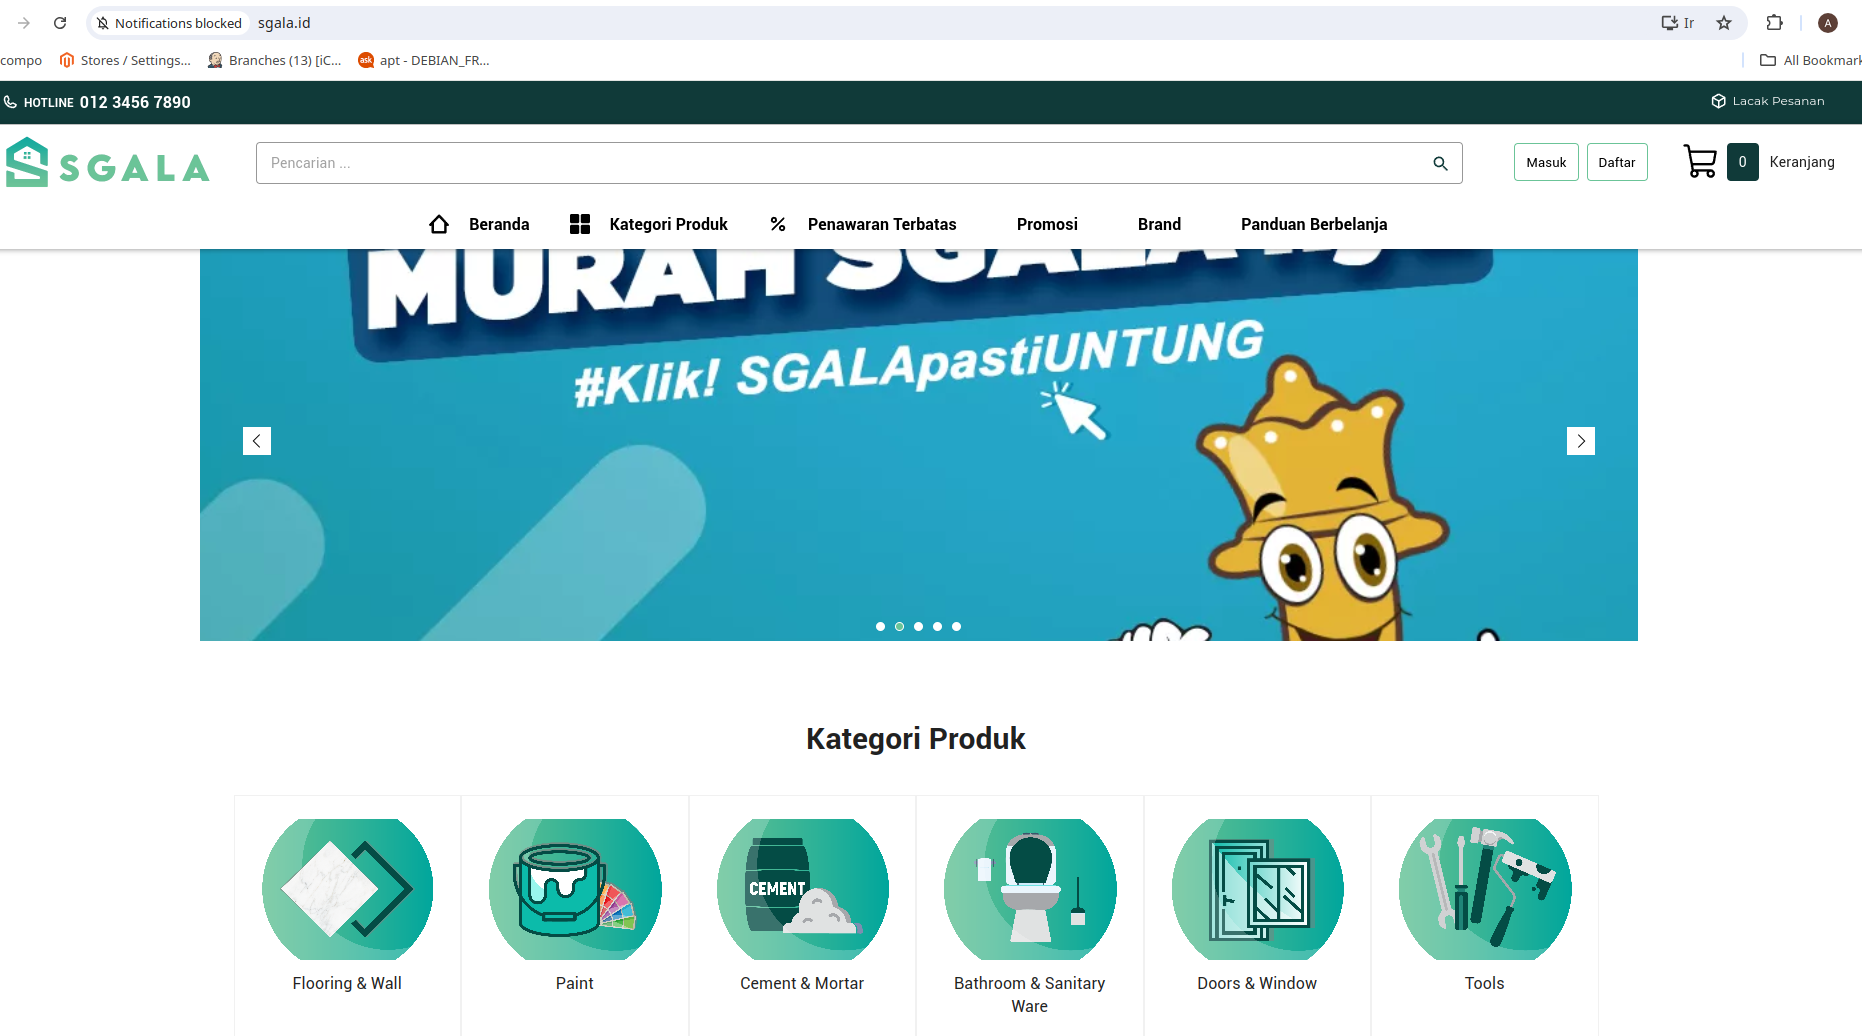 Notifications blocked sgala.id
compo Stores / Settings... Branches (13) [iC... apt - DEBIAN_FR... All Bookmark
HOTLINE 012 3456 7890 Lacak Pesanan
SGALA Pencarian ... Masuk Daftar 0 Keranjang
Beranda Kategori Produk % Penawaran Terbatas Promosi Brand Panduan Berbelanja
MURAH SGALA
#Klik! SGALApastiUNTUNG
Kategori Produk
CEMENT
Flooring & Wall Paint Cement & Mortar Bathroom & Sanitary Doors & Window Tools
Ware